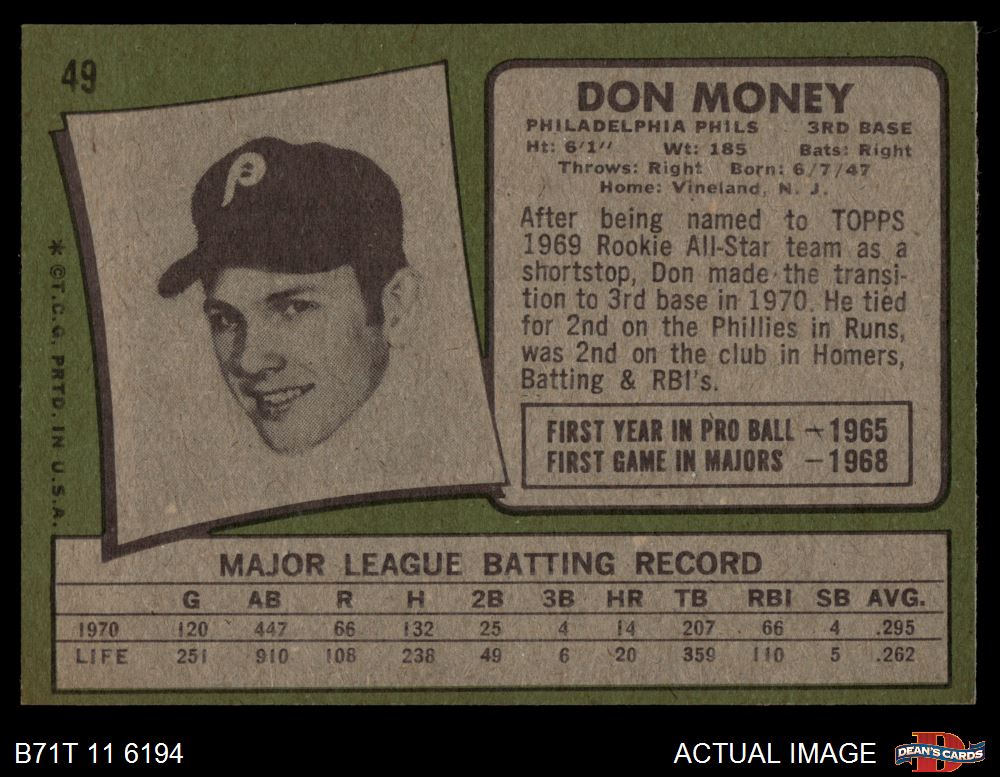 49
DON MONEY
PHILADELPHIA PHILS 3RD BASE
Ht: 6'1'' Wt: 185 Bats: Right
Throws: Right Born: 6/7/47
Home: Vineland, N. J.
After being named to TOPPS
1969 Rookie All-Star team as a
shortstop, Don made the transi-
tion to 3rd base in 1970. He tied
for 2nd on the Phillies in Runs,
was 2nd on the club in Homers,
Batting & RBI's.
FIRST YEAR IN PRO BALL – 1965
FIRST GAME IN MAJORS – 1968
P
* © T. C. G. PRTD. IN U. S. A.
MAJOR LEAGUE BATTING RECORD
G AB R H 2B 3B HR TB RBI SB AVG.
1970 120 447 66 132 25 4 14 207 66 4 .295
LIFE 251 910 108 238 49 6 20 359 110 5 .262
B71T 11 6194
ACTUAL IMAGE
DEAN'S CARDS